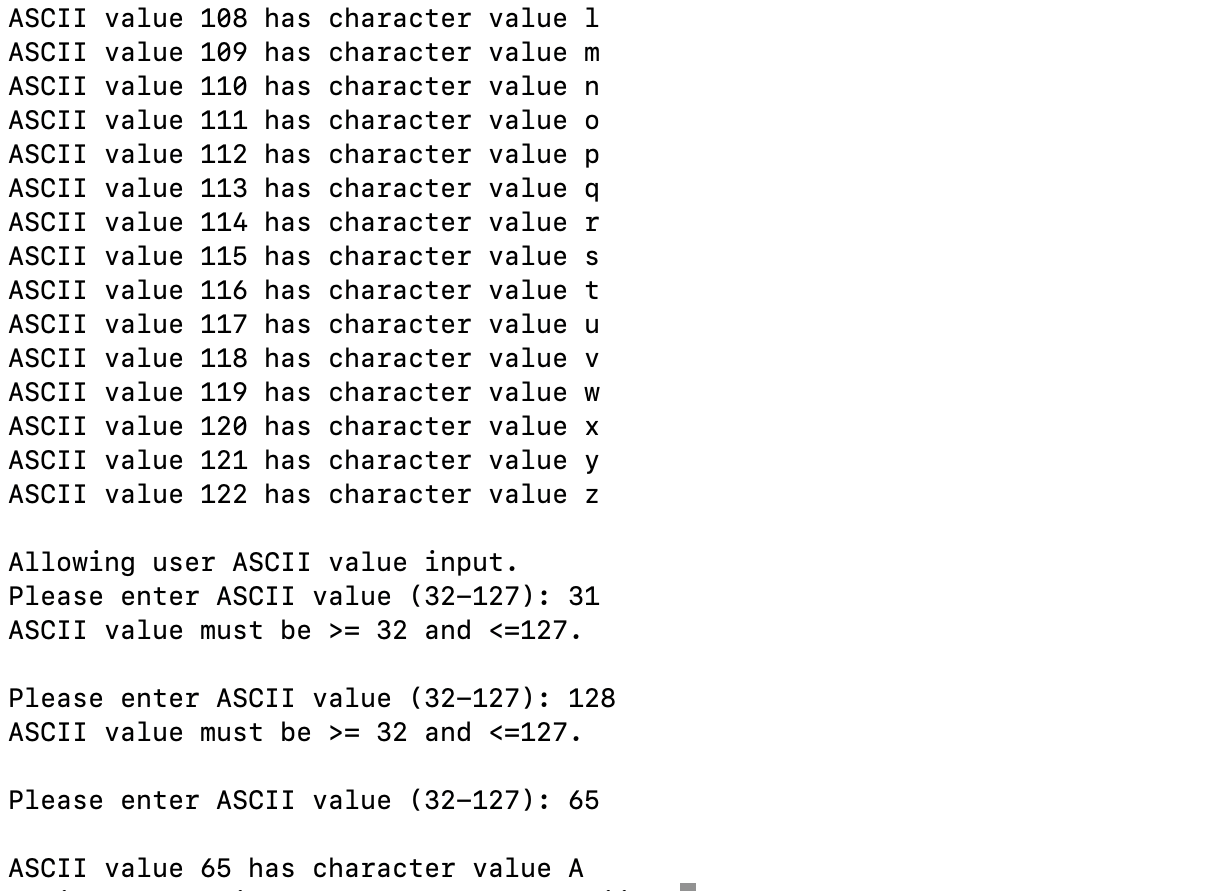 ASCII value 108 has character value l
ASCII value 109 has character value m
ASCII value 110 has character value n
ASCII value 111 has character value o
ASCII value 112 has character value p
ASCII value 113 has character value q
ASCII value 114 has character value r
ASCII value 115 has character value s
ASCII value 116 has character value t
ASCII value 117 has character value u
ASCII value 118 has character value v
ASCII value 119 has character value w
ASCII value 120 has character value x
ASCII value 121 has character value y
ASCII value 122 has character value z
Allowing user ASCII value input.
Please enter ASCII value (32-127): 31
ASCII value must be >= 32 and <=127.
Please enter ASCII value (32-127): 128
ASCII value must be >= 32 and <=127.
Please enter ASCII value (32-127): 65
ASCII value 65 has character value A